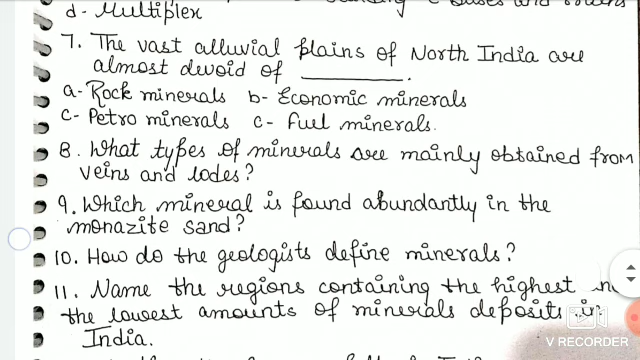 d - Multiplex
7. The vast alluvial plains of North India are
almost devoid of __________.
a - Rock minerals b - Economic minerals
c - Petro minerals c - Fuel minerals.
8. What types of minerals are mainly obtained from
veins and lodes?
9. Which mineral is found abundantly in the
monazite sand?
10. How do the geologists define minerals?
11. Name the regions containing the highest
the lowest amounts of minerals deposits in
India.
V RECORDER